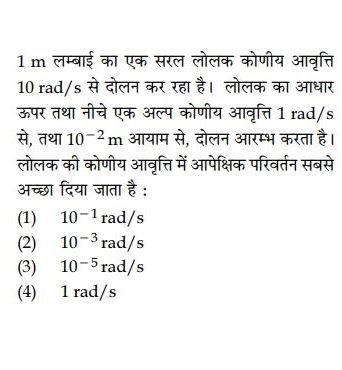 1 m लम्बाई का एक सरल लोलक कोणीय आवृत्ति
10 rad/s से दोलन कर रहा है। लोलक का आधार
ऊपर तथा नीचे एक अल्प कोणीय आवृत्ति 1 rad/
s से, तथा 10⁻² m आयाम से, दोलन आरम्भ करता है।
लोलक की कोणीय आवृत्ति में आपेक्षिक परिवर्तन सबसे
अच्छा दिया जाता है :
(1) 10⁻¹ rad/s
(2) 10⁻³ rad/s
(3) 10⁻⁵ rad/s
(4) 1 rad/s